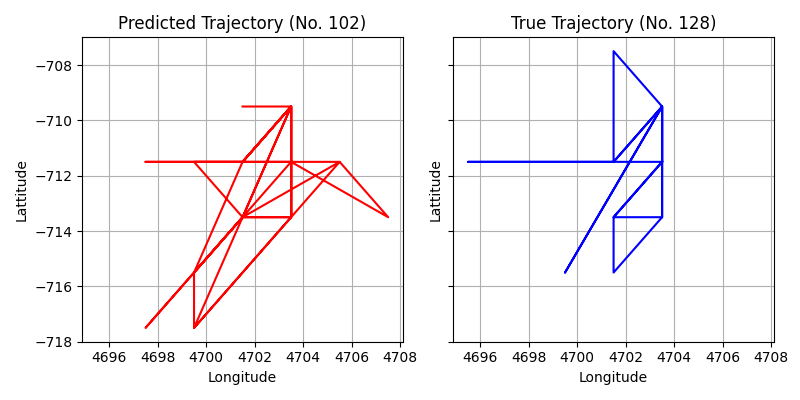 Predicted Trajectory (No. 102)
True Trajectory (No. 128)
Lattitude
−708
−710
−712
−714
−716
−718
4696 4698 4700 4702 4704 4706 4708
Longitude
Lattitude
4696 4698 4700 4702 4704 4706 4708
Longitude